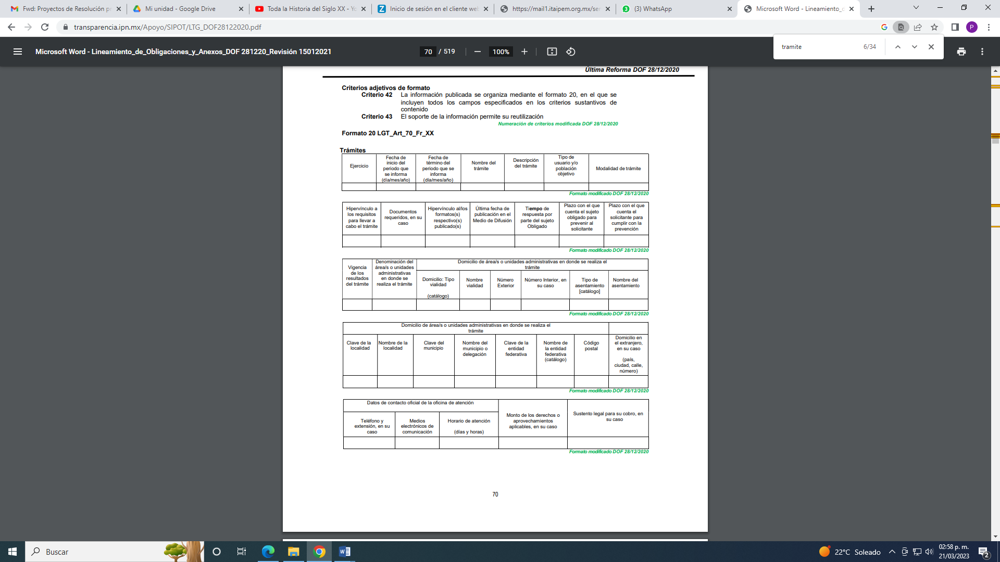 Fwd: Proyectos de Resolución pr
Mi unidad - Google Drive
Toda la Historia del Siglo XX - Yo
Inicio de sesión en el cliente web
https://mail1.itaipem.org.mx/ser
(3) WhatsApp
Microsoft Word - Lineamiento_d
transparencia.ipn.mx/Apoyo/SIPOT/LTG_DOF28122020.pdf
P
Microsoft Word - Lineamiento_de_Obligaciones_y_Anexos_DOF 281220_Revisión 15012021
70 / 519
100%
tramite
6/34
Última Reforma DOF 28/12/2020
Criterios adjetivos de formato
Criterio 42 La información publicada se organiza mediante el formato 20, en el que se
incluyen todos los campos especificados en los criterios sustantivos de
contenido
Criterio 43 El soporte de la información permite su reutilización
Numeración de criterios modificada DOF 28/12/2020
Formato 20 LGT_Art_70_Fr_XX
Trámites
Ejercicio
Fecha de
inicio del
periodo que
se informa
(día/mes/año)
Fecha de
término del
periodo que se
informa
(día/mes/año)
Nombre del
trámite
Descripción
del trámite
Tipo de
usuario y/o
población
objetivo
Modalidad de trámite
Formato modificado DOF 28/12/2020
Hipervínculo a
los requisitos
para llevar a
cabo el trámite
Documentos
requeridos, en su
caso
Hipervínculo al/los
formatos(s)
respectivo(s)
publicado(s)
Última fecha de
publicación en el
Medio de Difusión
Tiempo de
respuesta por
parte del sujeto
Obligado
Plazo con el que
cuenta el sujeto
obligado para
prevenir al
solicitante
Plazo con el que
cuenta el
solicitante para
cumplir con la
prevención
Formato modificado DOF 28/12/2020
Vigencia
de los
resultados
del trámite
Denominación del
área/s o unidades
administrativas
en donde se
realiza el trámite
Domicilio de área/s o unidades administrativas en donde se realiza el
trámite
Domicilio: Tipo
vialidad
(catálogo)
Nombre
vialidad
Número
Exterior
Número Interior, en
su caso
Tipo de
asentamiento
[catálogo]
Nombre del
asentamiento
Formato modificado DOF 28/12/2020
Domicilio de área/s o unidades administrativas en donde se realiza el
trámite
Clave de la
localidad
Nombre de la
localidad
Clave del
municipio
Nombre del
municipio o
delegación
Clave de la
entidad
federativa
Nombre de
la entidad
federativa
(catálogo)
Código
postal
Domicilio en
el extranjero,
en su caso
(país,
ciudad, calle,
número)
Formato modificado DOF 28/12/2020
Datos de contacto oficial de la oficina de atención
Teléfono y
extensión, en su
caso
Medios
electrónicos de
comunicación
Horario de atención
(días y horas)
Monto de los derechos o
aprovechamientos
aplicables, en su caso
Sustento legal para su cobro, en
su caso
Formato modificado DOF 28/12/2020
70
Buscar
22°C Soleado
02:58 p. m.
21/03/2023
2